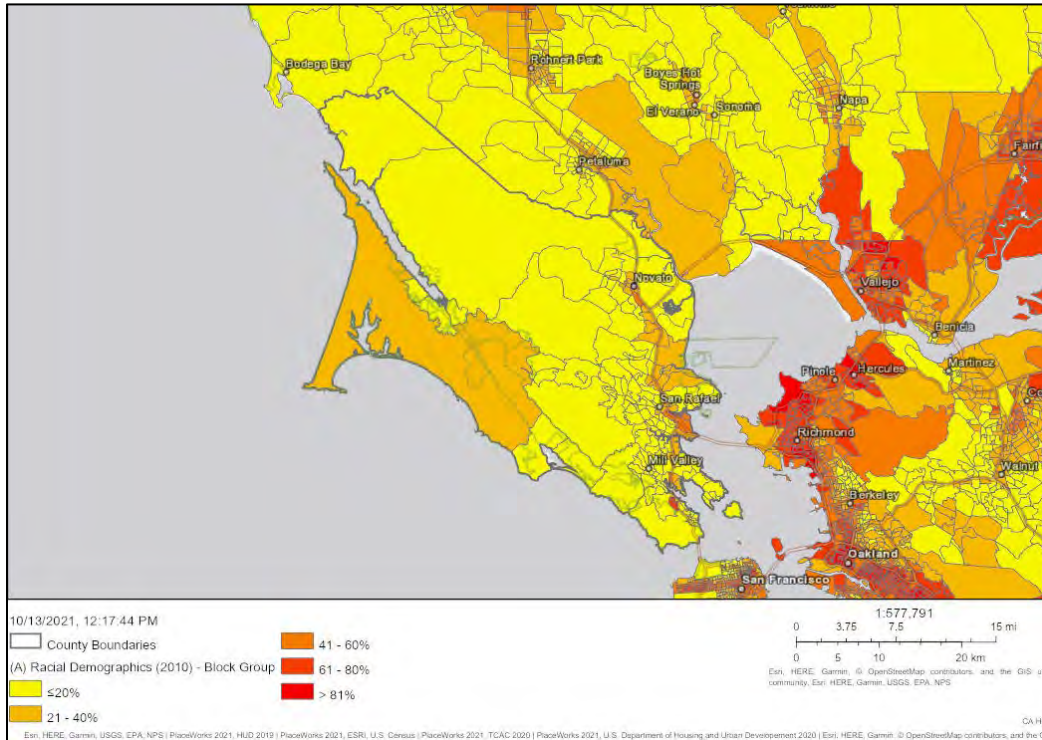 Bodega Bay
Rohnert Park
Boyes Hot
Springs
El Verano
Sonoma
Napa
Fairf
Petaluma
Novato
Vallejo
Benicia
Martinez
Pinole
Hercules
Co
San Rafael
Richmond
Walnut
Mill Valley
Berkeley
Oakland
San Francisco
10/13/2021, 12:17:44 PM
County Boundaries
(A) Racial Demographics (2010) - Block Group
≤20%
21 - 40%
41 - 60%
61 - 80%
> 81%
1:577,791
0 3.75 7.5 15 mi
0 5 10 20 km
Esri, HERE, Garmin, © OpenStreetMap contributors, and the GIS u
community, Esri, HERE, Garmin, USGS, EPA, NPS
CA H
Esri, HERE, Garmin, USGS, EPA, NPS | PlaceWorks 2021, HUD 2019 | PlaceWorks 2021, ESRI, U.S. Census | PlaceWorks 2021, TCAC 2020 | PlaceWorks 2021, U.S. Department of Housing and Urban Developement 2020 | Esri, HERE, Garmin, © OpenStreetMap contributors, and the G